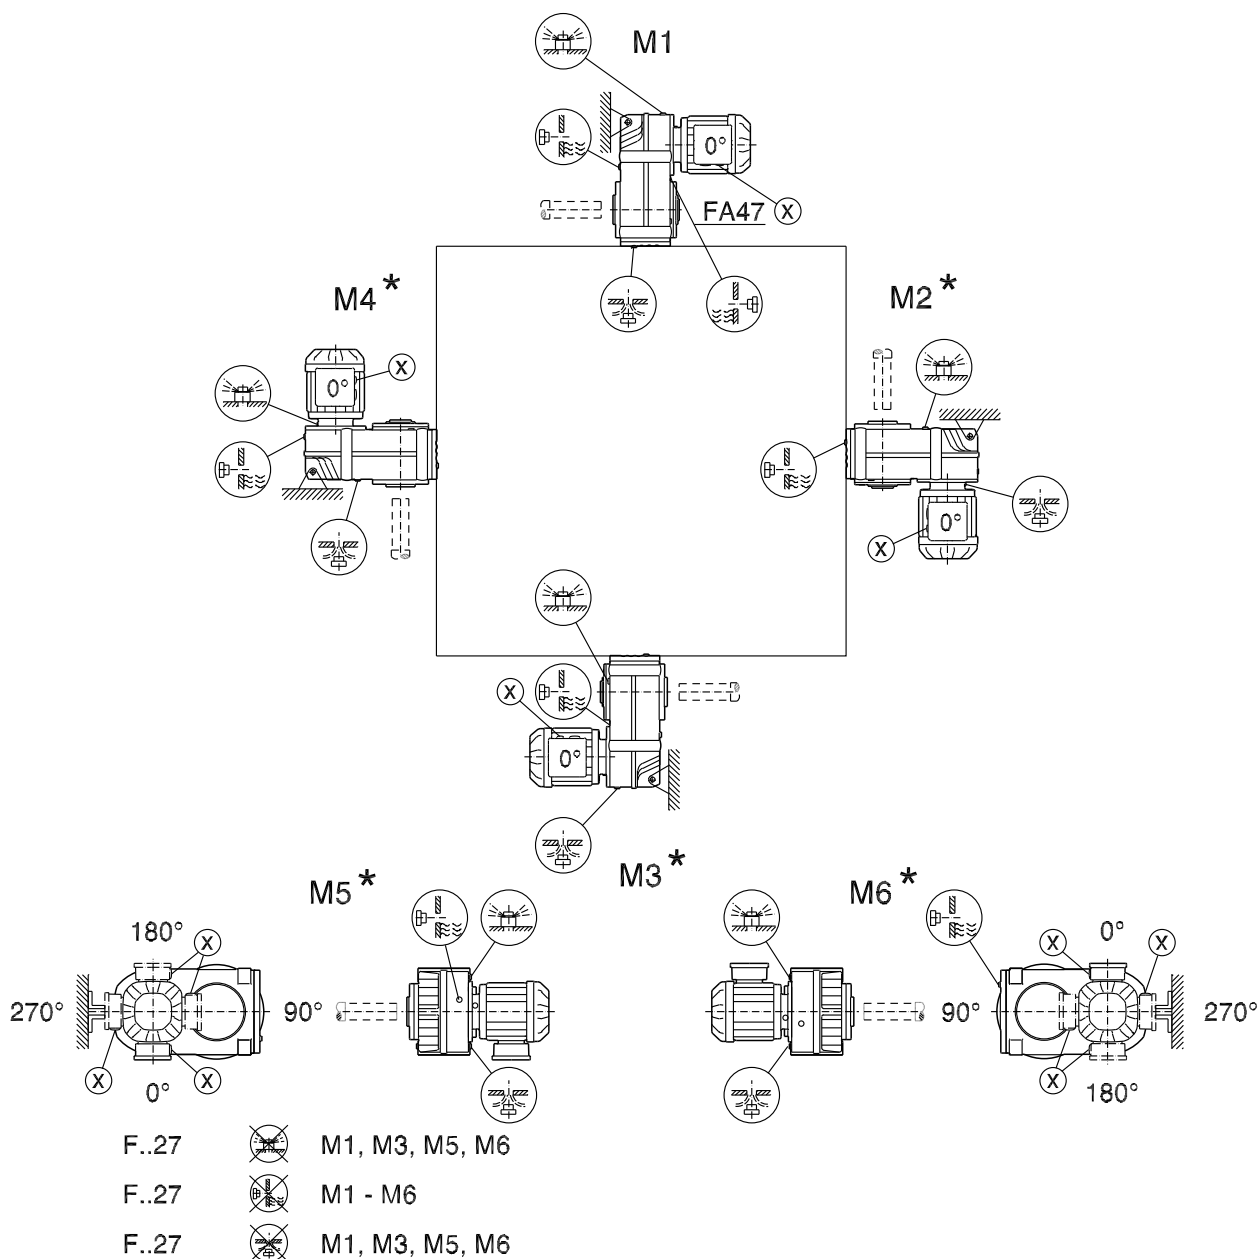 M1
0°
FA47 X
M4*
M2*
X
0°
0°
X
X
0°
M3*
M5*
M6*
180° X
0° X
X
270°
90°
90°
270°
X 0° X
X 180°
F..27 M1, M3, M5, M6
F..27 M1 - M6
F..27 M1, M3, M5, M6